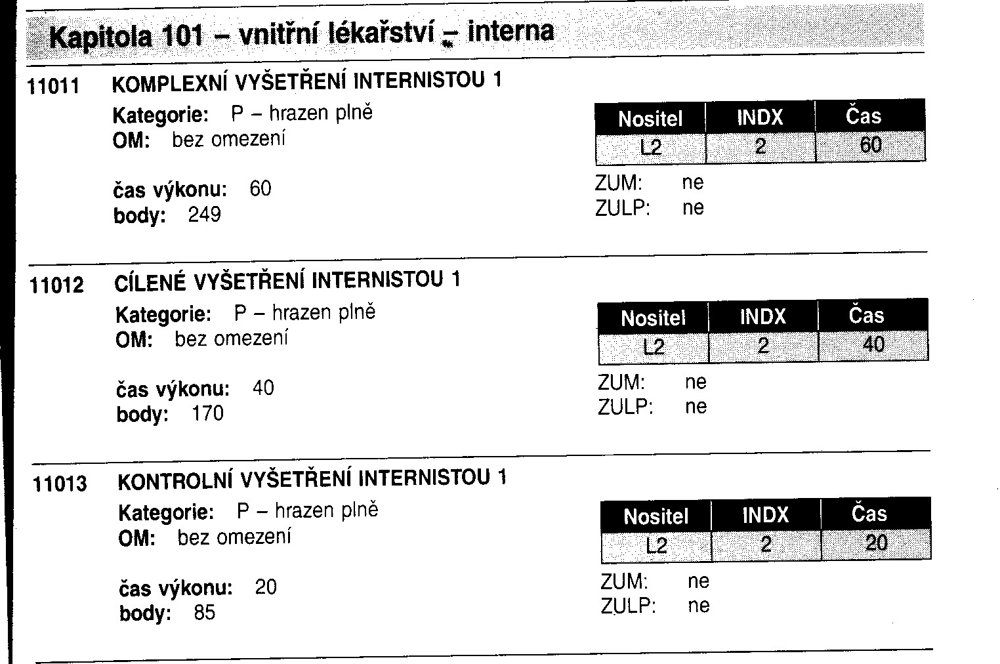 Kapitola 101 – vnitřní lékařství – interna
11011 KOMPLEXNÍ VYŠETŘENÍ INTERNISTOU 1
Kategorie: P – hrazen plně
OM: bez omezení
Nositel INDX Čas
L2 2 60
čas výkonu: 60
body: 249
ZUM: ne
ZULP: ne
11012 CÍLENÉ VYŠETŘENÍ INTERNISTOU 1
Kategorie: P – hrazen plně
OM: bez omezení
Nositel INDX Čas
L2 2 40
čas výkonu: 40
body: 170
ZUM: ne
ZULP: ne
11013 KONTROLNÍ VYŠETŘENÍ INTERNISTOU 1
Kategorie: P – hrazen plně
OM: bez omezení
Nositel INDX Čas
L2 2 20
čas výkonu: 20
body: 85
ZUM: ne
ZULP: ne